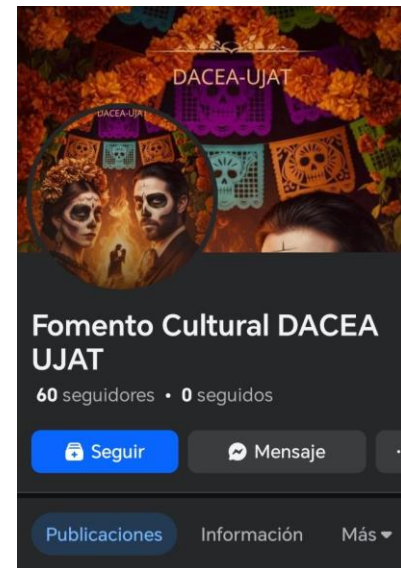 DACEA-UJAT
DACEA-UJAT
Fomento Cultural DACEA
UJAT
60 seguidores • 0 seguidos
Seguir
Mensaje
Publicaciones
Información
Más